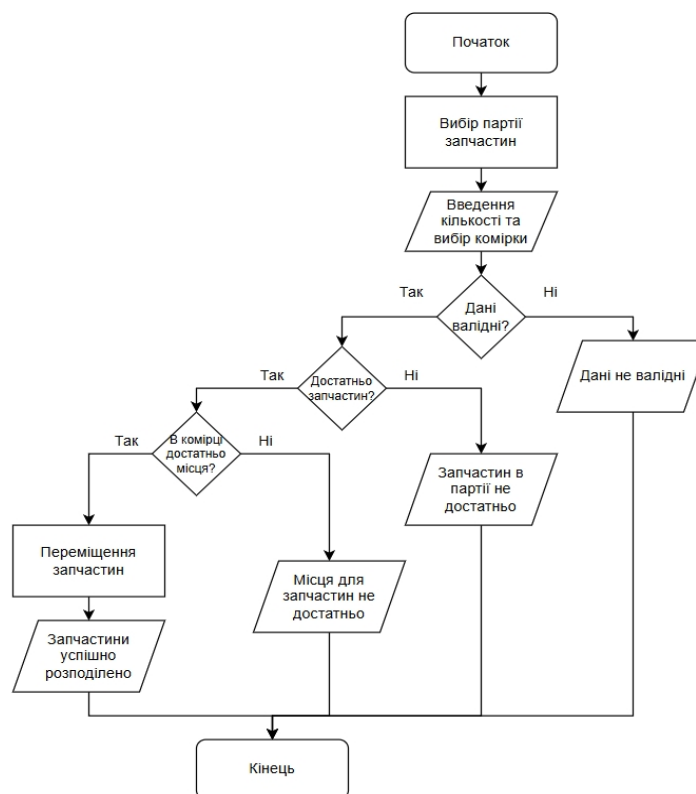 Початок
Вибір партії
запчастин
Введення
кількості та
вибір комірки
Так
Ні
Дані
валідні?
Так
Достатньо
запчастин?
Ні
Дані не валідні
Так
В комірці
достатньо
місця?
Ні
Запчастин в
партії не
достатньо
Переміщення
запчастин
Місця для
запчастин не
достатньо
Запчастини
успішно
розподілено
Кінець